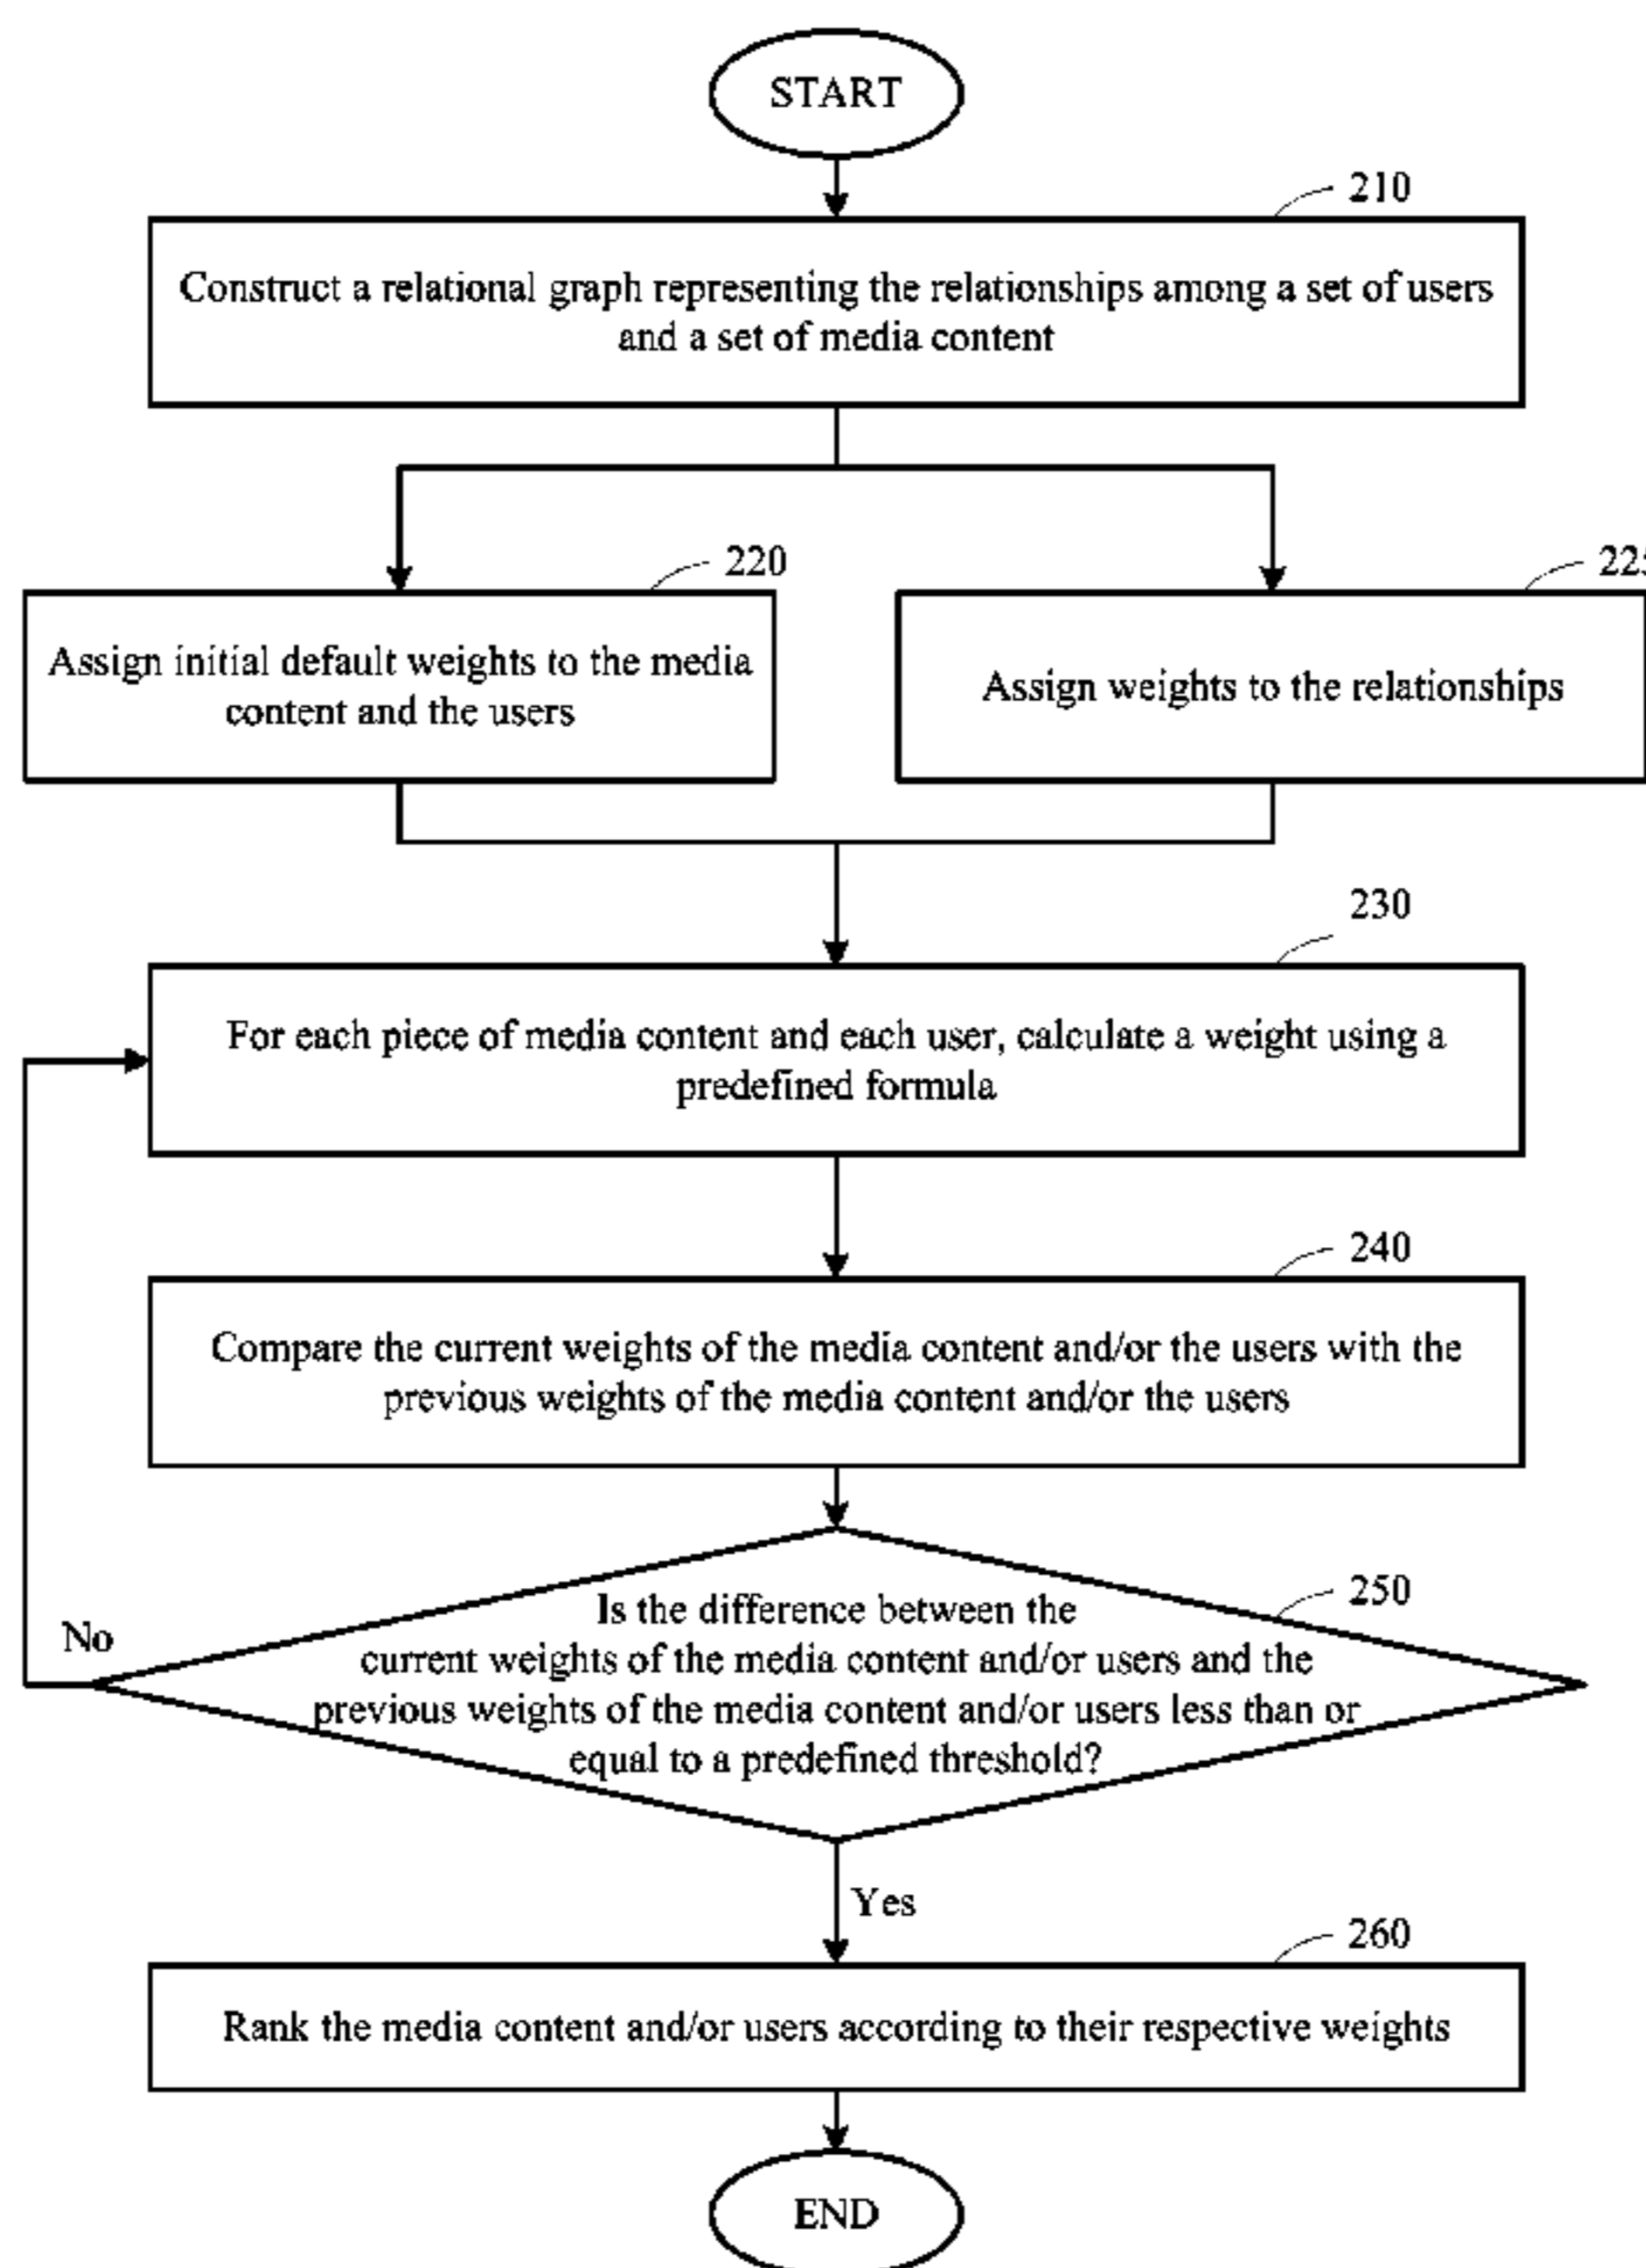 START
210
Construct a relational graph representing the relationships among a set of users
and a set of media content
220
225
Assign initial default weights to the media
content and the users
Assign weights to the relationships
230
For each piece of media content and each user, calculate a weight using a
predefined formula
240
Compare the current weights of the media content and/or the users with the
previous weights of the media content and/or the users
250
Is the difference between the
current weights of the media content and/or users and the
previous weights of the media content and/or users less than or
equal to a predefined threshold?
No
Yes
260
Rank the media content and/or users according to their respective weights
END